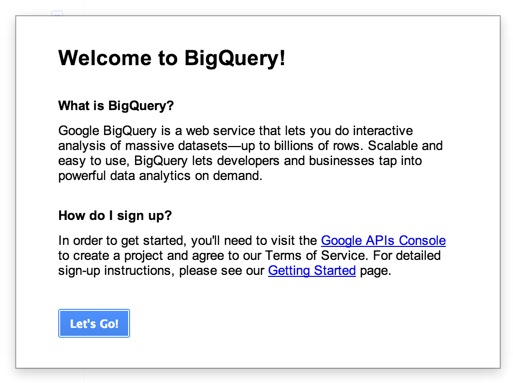 Welcome to BigQuery!
What is BigQuery?
Google BigQuery is a web service that lets you do interactive
analysis of massive datasets—up to billions of rows. Scalable and
easy to use, BigQuery lets developers and businesses tap into
powerful data analytics on demand.
How do I sign up?
In order to get started, you'll need to visit the Google APIs Console
to create a project and agree to our Terms of Service. For detailed
sign-up instructions, please see our Getting Started page.
Let's Go!